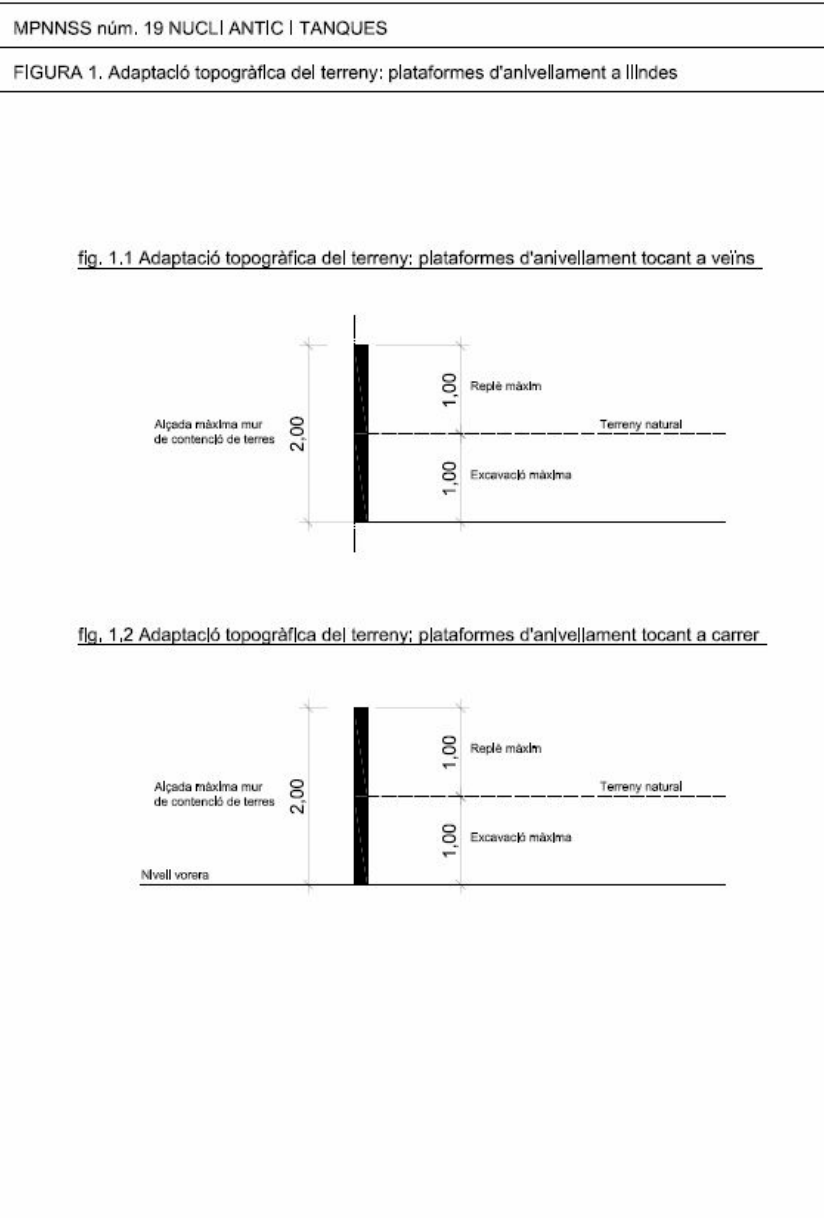 MPNNSS núm. 19 NUCLI ANTIC I TANQUES
FIGURA 1. Adaptació topogràfica del terreny: plataformes d'anivellament a llindes
fig. 1.1 Adaptació topogràfica del terreny: plataformes d'anivellament tocant a veïns
Alçada màxima mur
de contenció de terres
2,00
1,00
Replè màxim
Terreny natural
1,00
Excavació màxima
fig. 1.2 Adaptació topogràfica del terreny: plataformes d'anivellament tocant a carrer
Alçada màxima mur
de contenció de terres
2,00
1,00
Replè màxim
Terreny natural
1,00
Excavació màxima
Nivell vorera